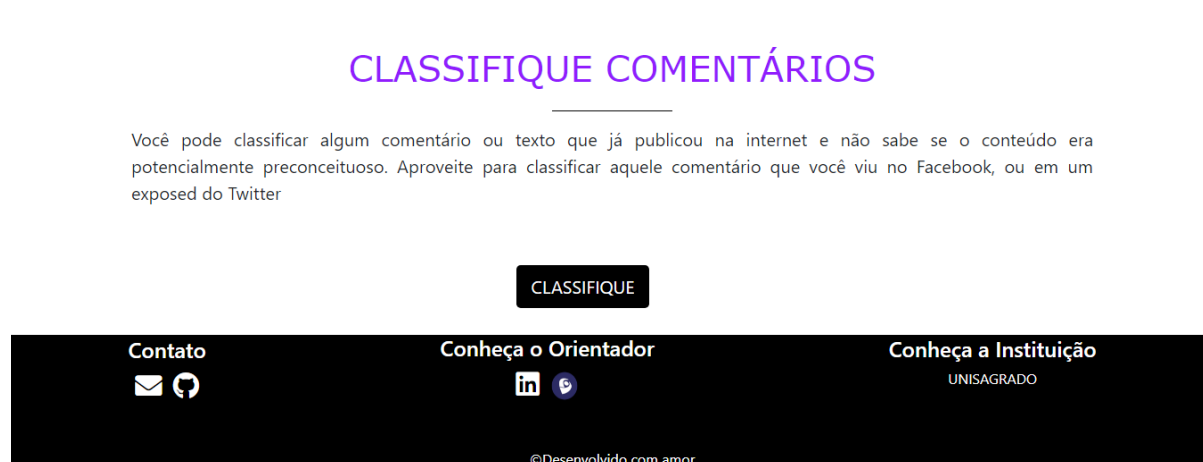 CLASSIFIQUE COMENTÁRIOS
Você pode classificar algum comentário ou texto que já publicou na internet e não sabe se o conteúdo era
potencialmente preconceituoso. Aproveite para classificar aquele comentário que você viu no Facebook, ou em um
exposed do Twitter
CLASSIFIQUE
Contato
Conheça o Orientador
in
Conheça a Instituição
UNISAGRADO
©Desenvolvido com amor